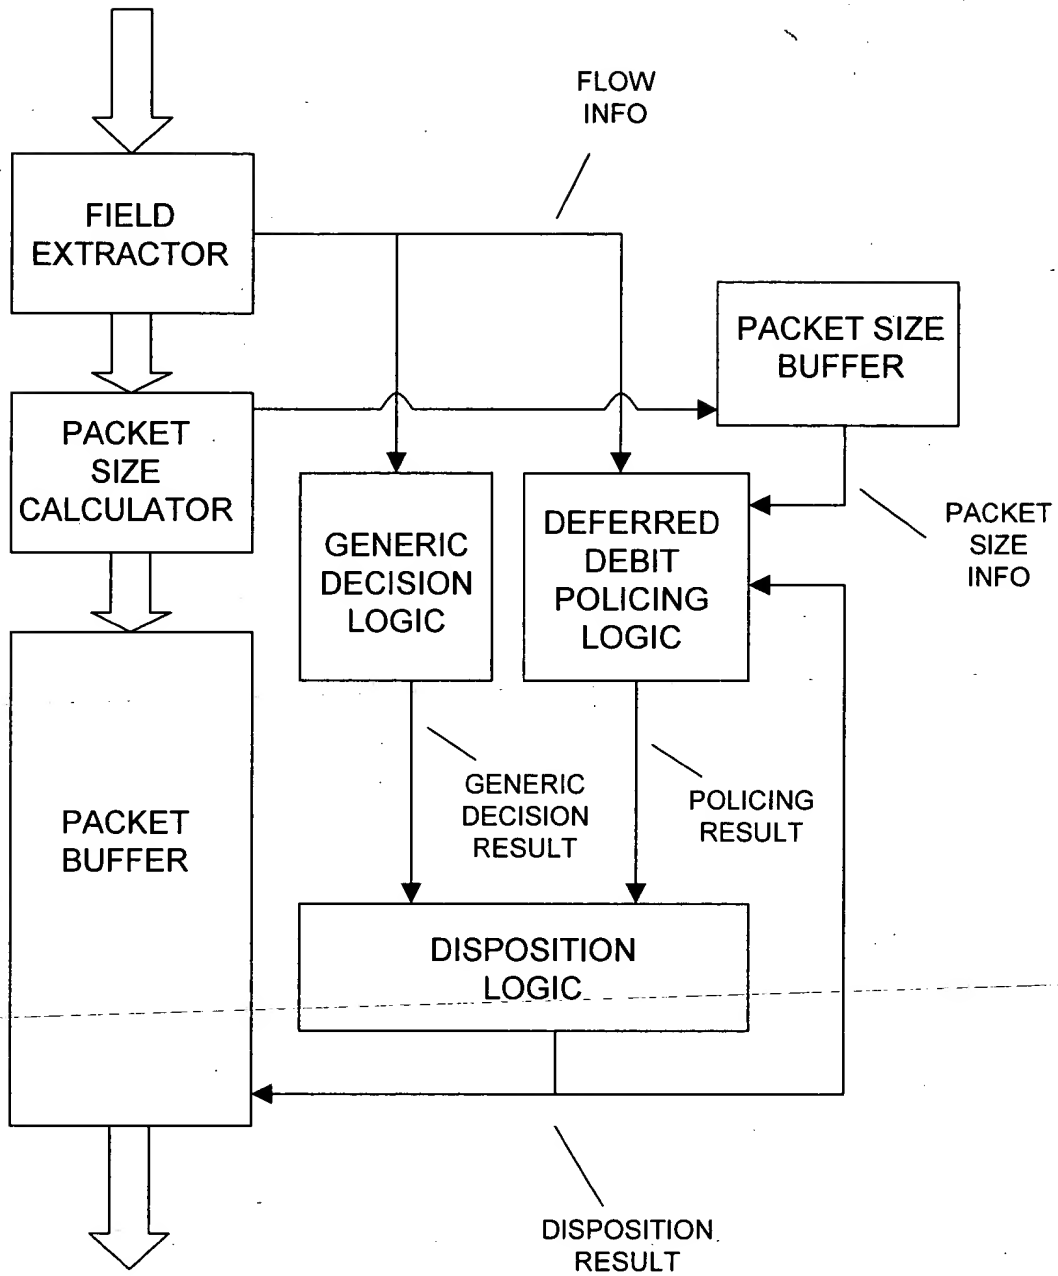 FLOW
INFO
FIELD
EXTRACTOR
PACKET SIZE
BUFFER
PACKET
SIZE
CALCULATOR
PACKET
SIZE
INFO
GENERIC
DECISION
LOGIC
DEFERRED
DEBIT
POLICING
LOGIC
GENERIC
DECISION
RESULT
POLICING
RESULT
PACKET
BUFFER
DISPOSITION
LOGIC
DISPOSITION
RESULT